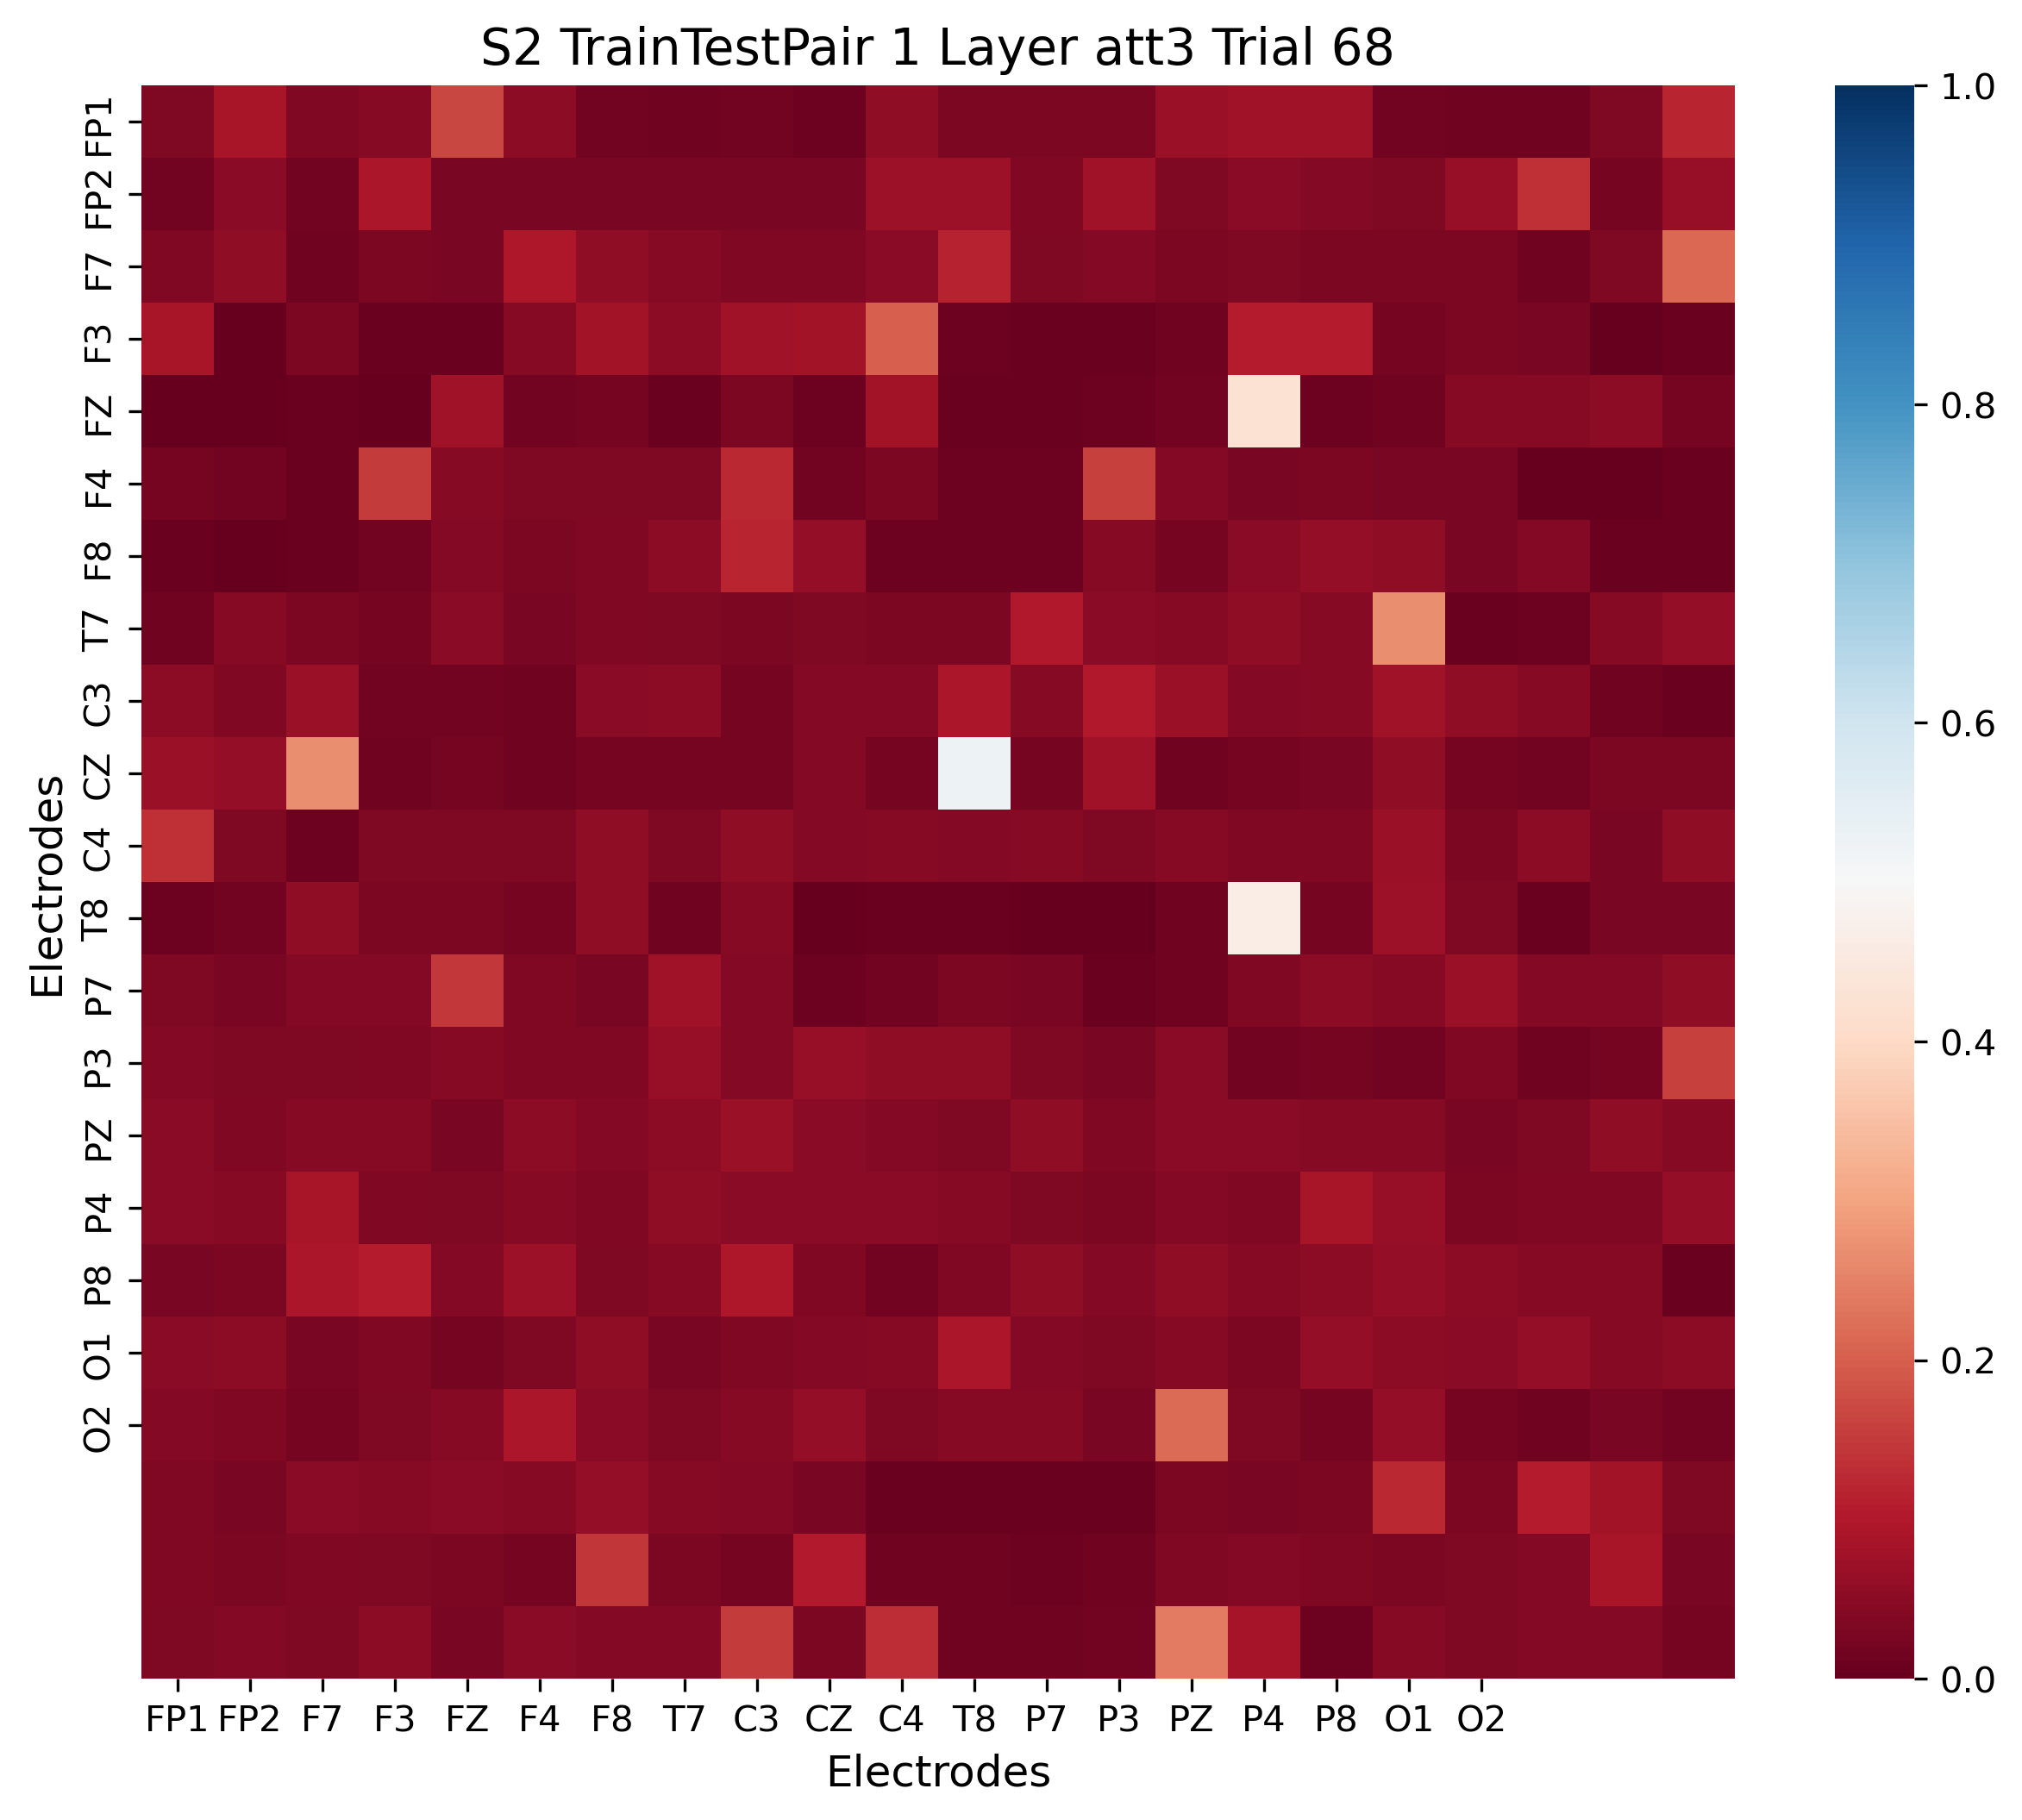 S2 TrainTestPair 1 Layer att3 Trial 68
Electrodes
FP1
FP2
F7
F3
FZ
F4
F8
T7
C3
CZ
C4
T8
P7
P3
PZ
P4
P8
O1
O2
FP1 FP2 F7 F3 FZ F4 F8 T7 C3 CZ C4 T8 P7 P3 PZ P4 P8 O1 O2
Electrodes
1.0
0.8
0.6
0.4
0.2
0.0